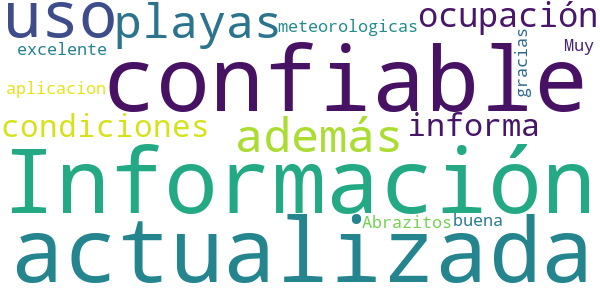 uso playas meteorologicas ocupación
excelente gracias Muy
confiable
aplicacion
condiciones además informa
Información
Abrazitos buena
actualizada